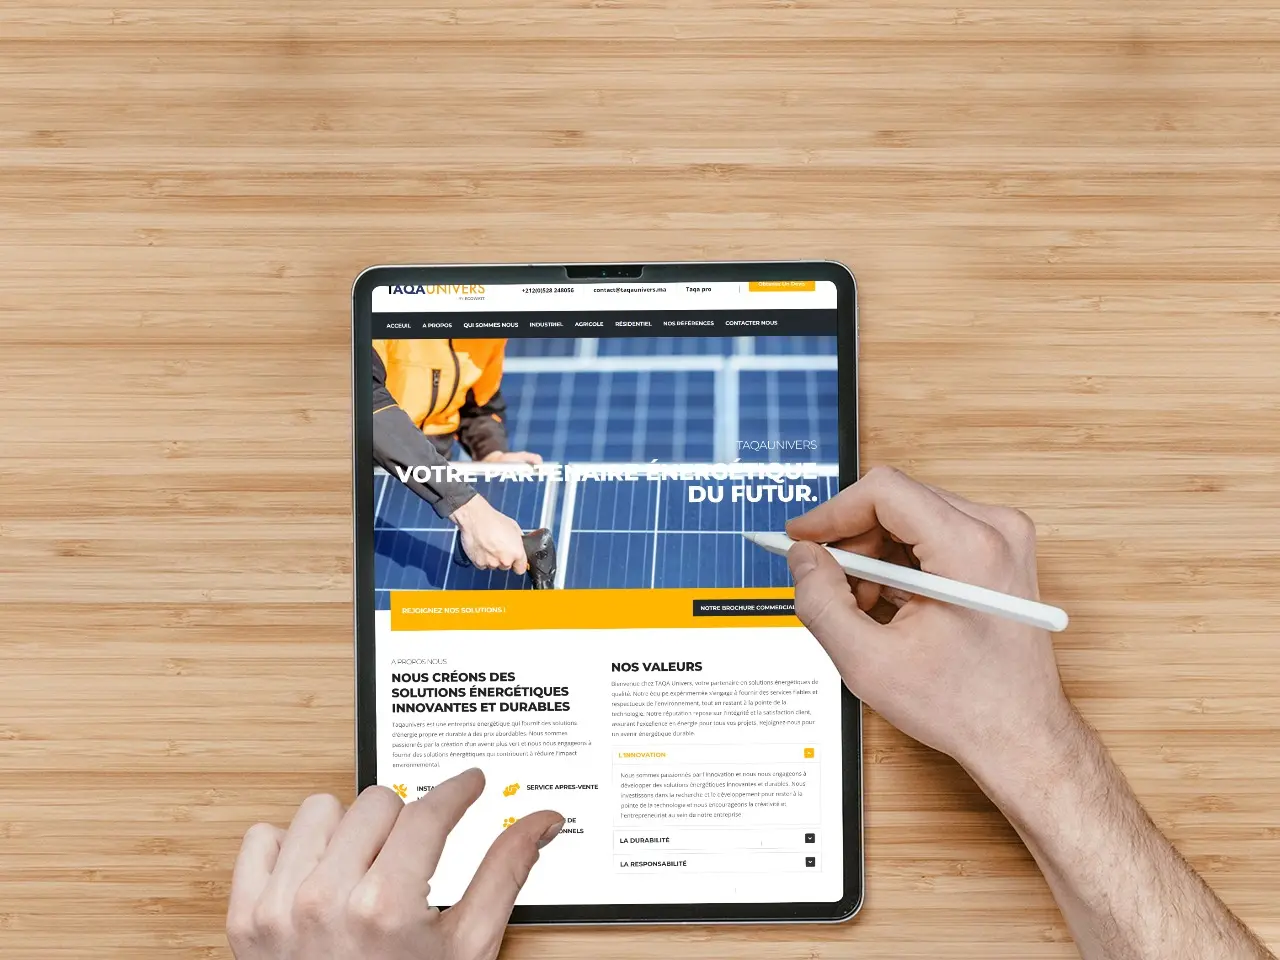 TAQAUNIVERS
BY ECOWATT
+212(0)528 248056
contact@taqaunivers.ma
Taqa pro
Obtenez Un Devis
ACCEUIL A PROPOS QUI SOMMES NOUS INDUSTRIEL AGRICOLE RÉSIDENTIEL NOS RÉFÉRENCES CONTACTER NOUS
TAQAUNIVERS
VOTRE PARTENAIRE ÉNERGÉTIQUE
DU FUTUR.
REJOIGNEZ NOS SOLUTIONS !
NOTRE BROCHURE COMMERCIAL
A PROPOS NOUS
NOUS CRÉONS DES
SOLUTIONS ÉNERGÉTIQUES
INNOVANTES ET DURABLES
Taqaunivers est une entreprise énergétique qui fournit des solutions
d'énergie propre et durable à des prix abordables. Nous sommes
passionnés par la création d'un avenir plus vert et nous nous engageons à
fournir des solutions énergétiques qui contribuent à réduire l'impact
environnemental.
INSTA
SERVICE APRES-VENTE
DE
ONNELS
NOS VALEURS
Bienvenue chez TAQA Univers, votre partenaire en solutions énergétiques de
qualité. Notre équipe expérimentée s'engage à fournir des services fiables et
respectueux de l'environnement, tout en restant à la pointe de la
technologie. Notre réputation repose sur l'intégrité et la satisfaction client,
assurant l'excellence en énergie pour tous vos projets. Rejoignez-nous pour
un avenir énergétique durable.
L'INNOVATION
Nous sommes passionnés par l'innovation et nous nous engageons à
développer des solutions énergétiques innovantes et durables. Nous
investissons dans la recherche et le développement pour rester à la
pointe de la technologie et nous encourageons la créativité et
l'entrepreneuriat au sein de notre entreprise
LA DURABILITÉ
LA RESPONSABILITÉ